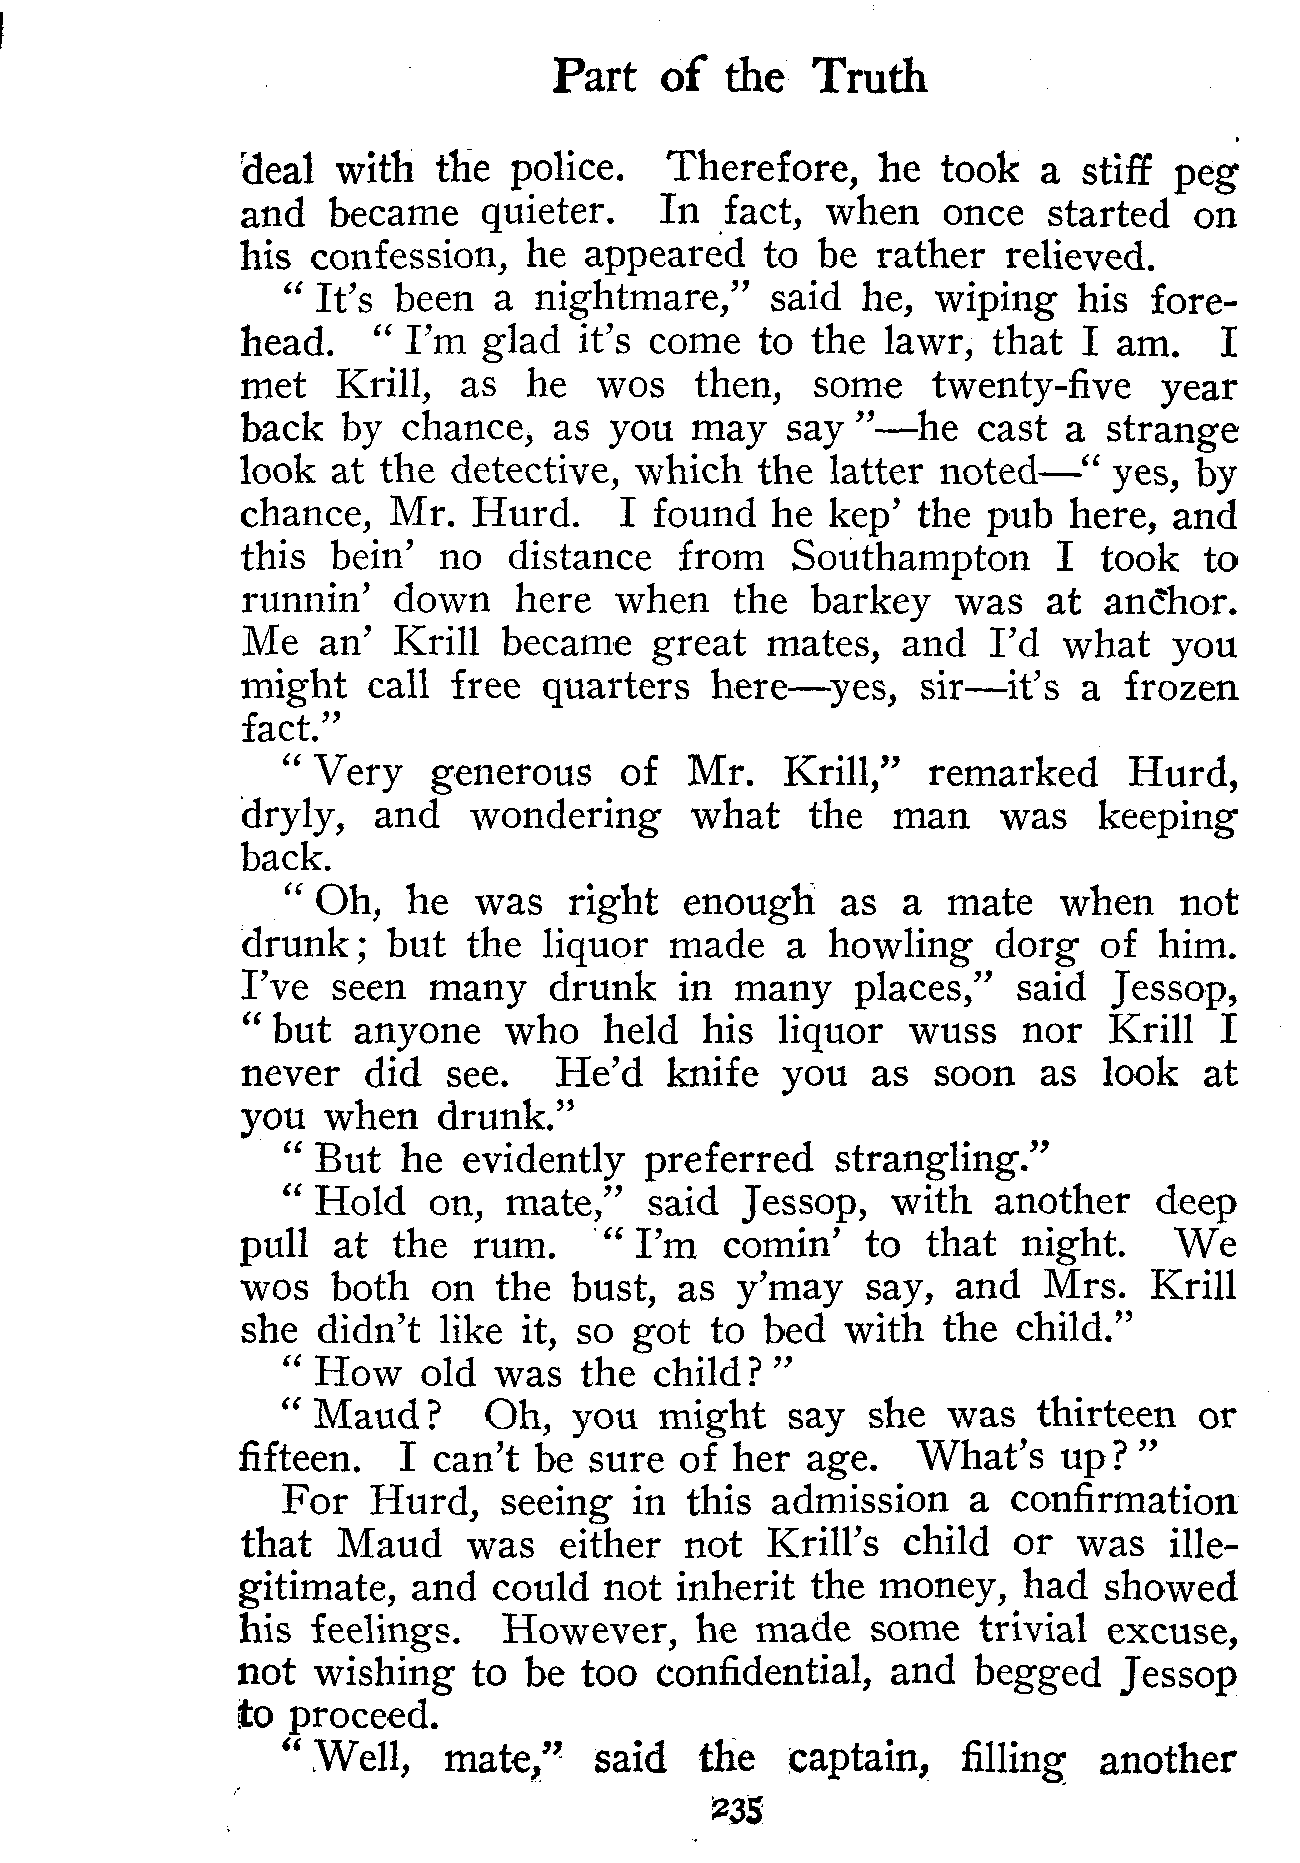 Part of the Truth
deal with the police. Therefore, he took a stiff peg
and became quieter. In fact, when once started on
his confession, he appeared to be rather relieved.
“ It's been a nightmare,” said he, wiping his fore-
head. “ I'm glad it's come to the lawr, that I am. I
met Krill, as he wos then, some twenty-five year
back by chance, as you may say ”—he cast a strange
look at the detective, which the latter noted—“ yes, by
chance, Mr. Hurd. I found he kep' the pub here, and
this bein' no distance from Southampton I took to
runnin' down here when the barkey was at anchor.
Me an' Krill became great mates, and I'd what you
might call free quarters here—yes, sir—it's a frozen
fact.”
“ Very generous of Mr. Krill,” remarked Hurd,
dryly, and wondering what the man was keeping
back.
“ Oh, he was right enough as a mate when not
drunk; but the liquor made a howling dorg of him.
I've seen many drunk in many places,” said Jessop,
“ but anyone who held his liquor wuss nor Krill I
never did see. He'd knife you as soon as look at
you when drunk.”
“ But he evidently preferred strangling.”
“ Hold on, mate,” said Jessop, with another deep
pull at the rum. “ I'm comin' to that night. We
wos both on the bust, as y'may say, and Mrs. Krill
she didn't like it, so got to bed with the child.”
“ How old was the child? ”
“ Maud? Oh, you might say she was thirteen or
fifteen. I can't be sure of her age. What's up? ”
For Hurd, seeing in this admission a confirmation
that Maud was either not Krill's child or was ille-
gitimate, and could not inherit the money, had showed
his feelings. However, he made some trivial excuse,
not wishing to be too confidential, and begged Jessop
to proceed.
“ Well, mate,” said the captain, filling another
235